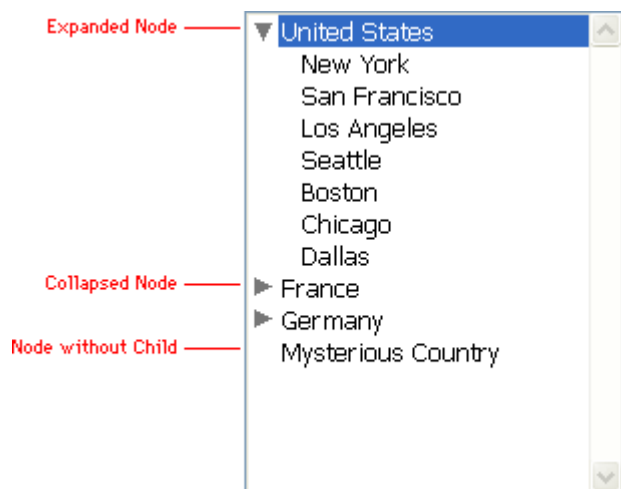 Expanded Node
United States
New York
San Francisco
Los Angeles
Seattle
Boston
Chicago
Dallas
Collapsed Node
France
Germany
Node without Child
Mysterious Country